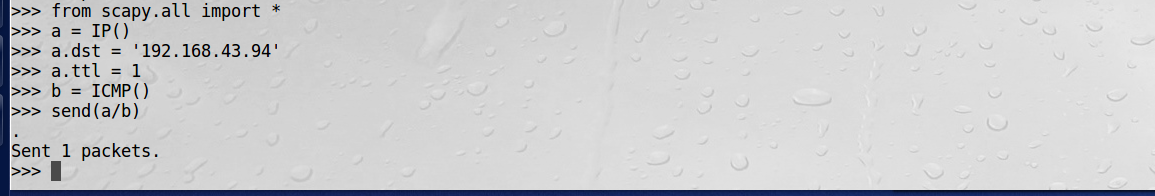 >>> from scapy.all import *
>>> a = IP()
>>> a.dst = '192.168.43.94'
>>> a.ttl = 1
>>> b = ICMP()
>>> send(a/b)
.
Sent 1 packets.
>>>